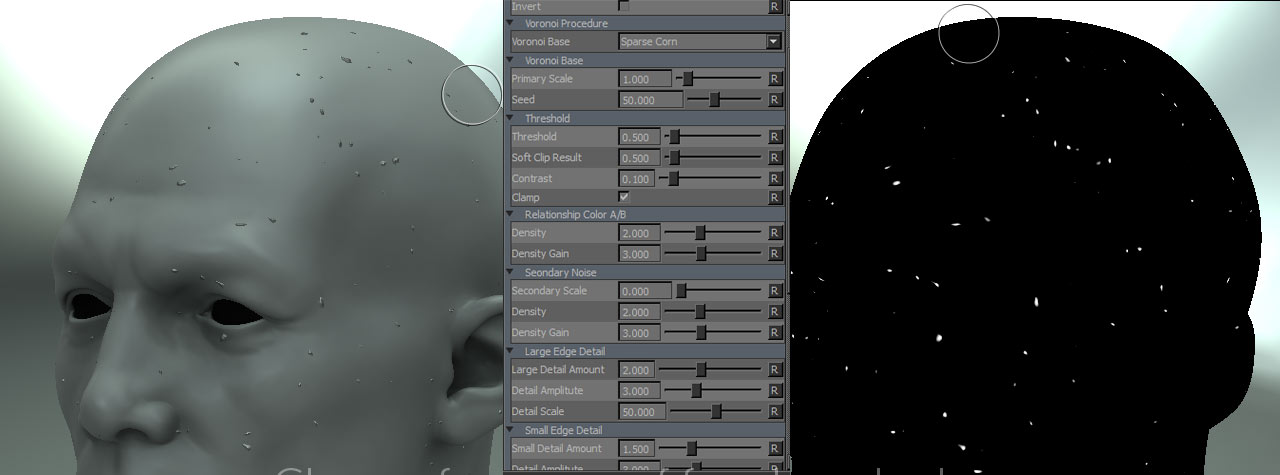 Invert R
Voronoi Procedure
Voronoi Base Sparse Corn
Voronoi Base
Primary Scale 1.000 R
Seed 50.000 R
Threshold
Threshold 0.500 R
Soft Clip Result 0.500 R
Contrast 0.100 R
Clamp R
Relationship Color A/B
Density 2.000 R
Density Gain 3.000 R
Seondary Noise
Secondary Scale 0.000 R
Density 2.000 R
Density Gain 3.000 R
Large Edge Detail
Large Detail Amount 2.000 R
Detail Amplitute 3.000 R
Detail Scale 50.000 R
Small Edge Detail
Small Detail Amount 1.500 R
Detail Amplitute R